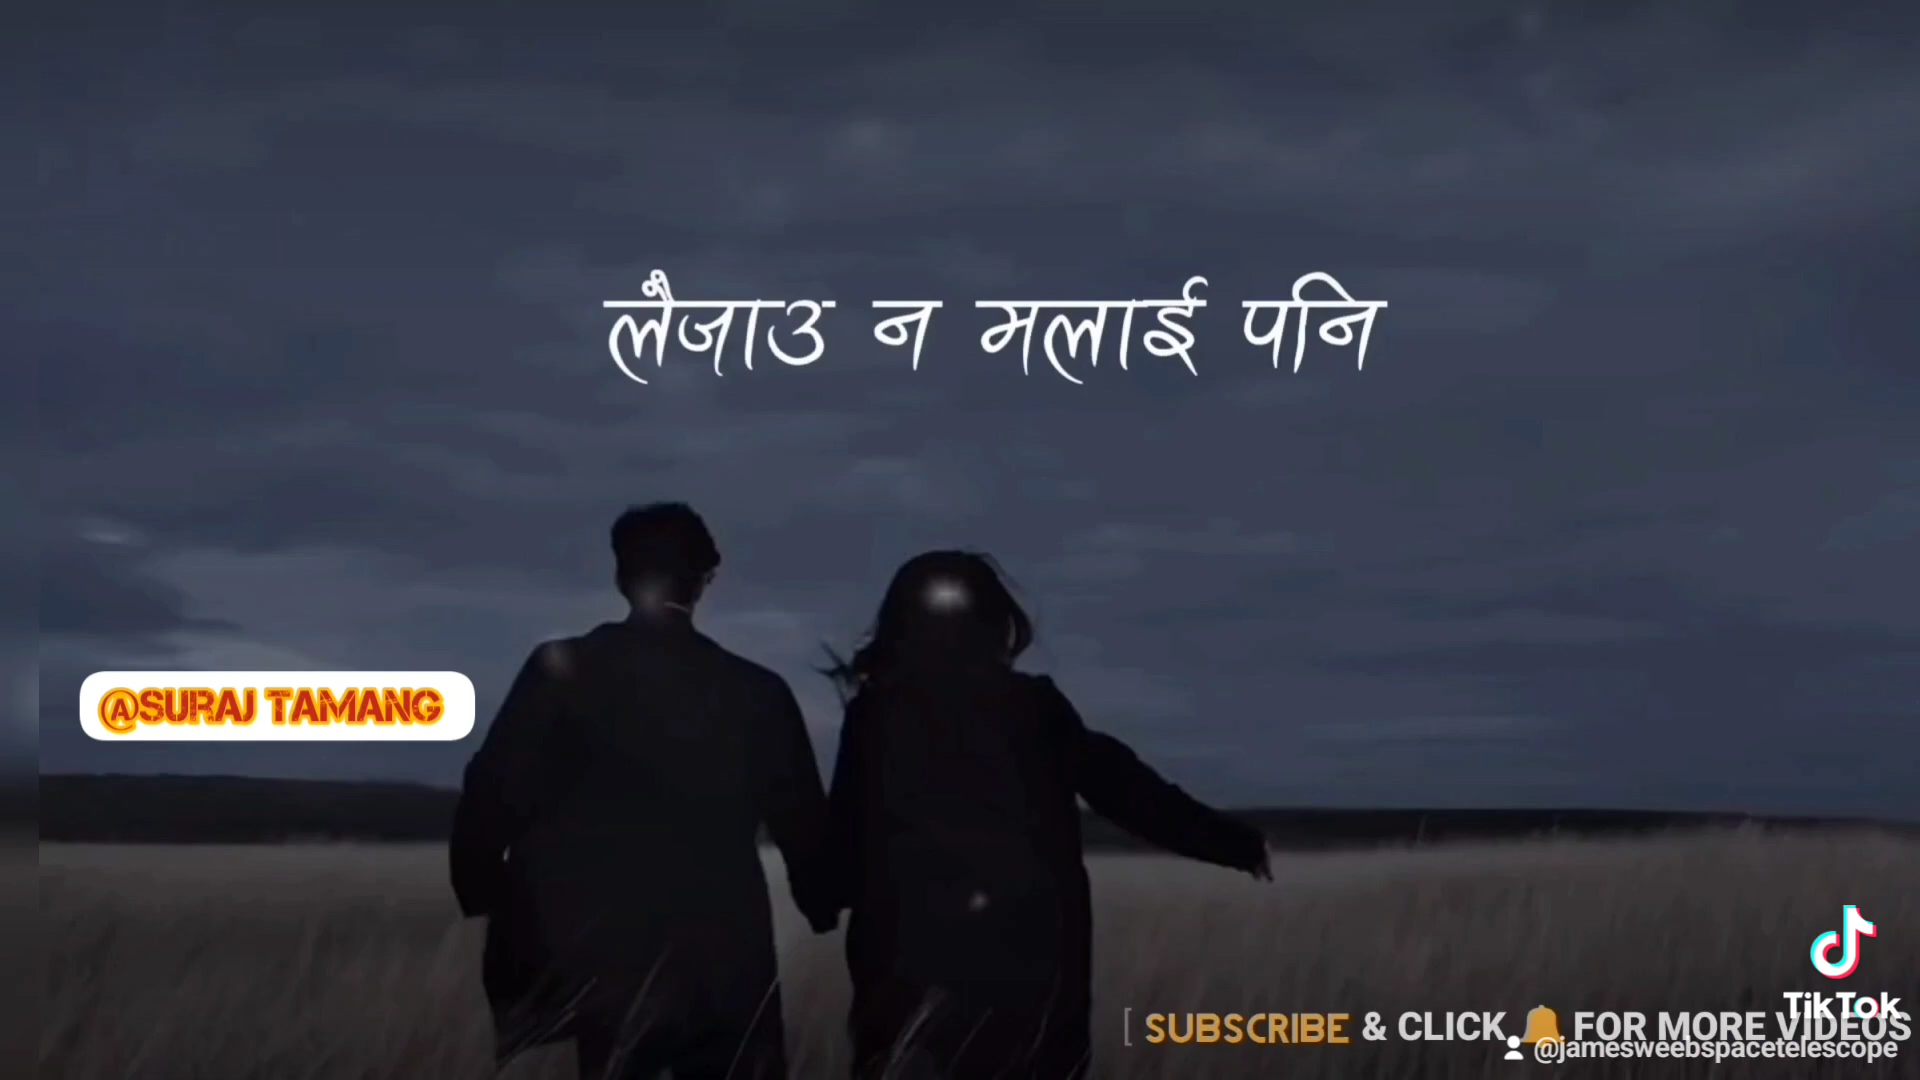 लैजाउ न मलाई पनि
@SURAJ TAMANG
TikTok
[ SUBSCRIBE & CLICK FOR MORE VIDEOS
@jamesweebspacetelescope